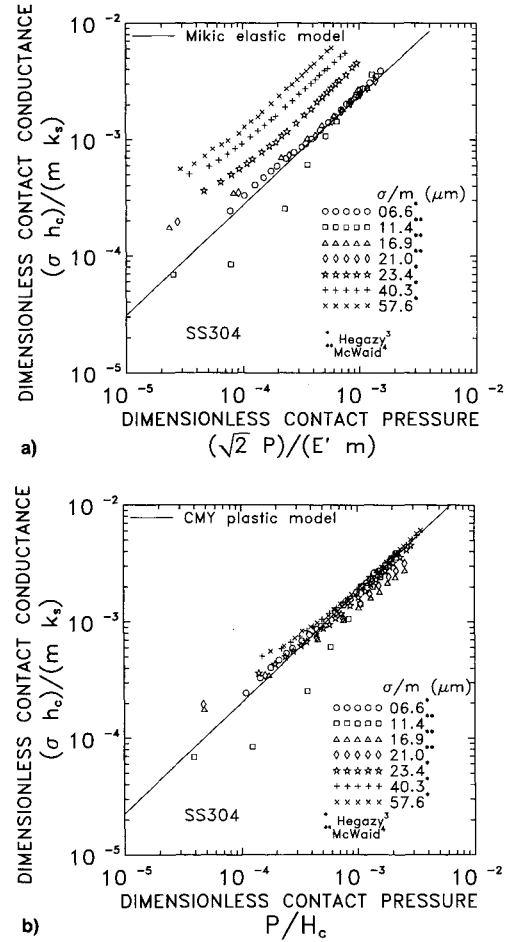 a)
DIMENSIONLESS CONTACT CONDUCTANCE
(σ h_c)/(m k_s)
10⁻²
10⁻³
10⁻⁴
10⁻⁵
Mikic elastic model
σ/m (μm)
06.6*
11.4**
16.9**
21.0**
23.4*
40.3*
57.6*
SS304
* Hegazy³
** McWaid⁴
10⁻⁵ 10⁻⁴ 10⁻³ 10⁻²
DIMENSIONLESS CONTACT PRESSURE
(√2 P)/(E' m)
b)
DIMENSIONLESS CONTACT CONDUCTANCE
(σ h_c)/(m k_s)
10⁻²
10⁻³
10⁻⁴
10⁻⁵
CMY plastic model
σ/m (μm)
06.6*
11.4**
16.9**
21.0**
23.4*
40.3*
57.6*
SS304
* Hegazy³
** McWaid⁴
10⁻⁵ 10⁻⁴ 10⁻³ 10⁻²
DIMENSIONLESS CONTACT PRESSURE
P/H_c